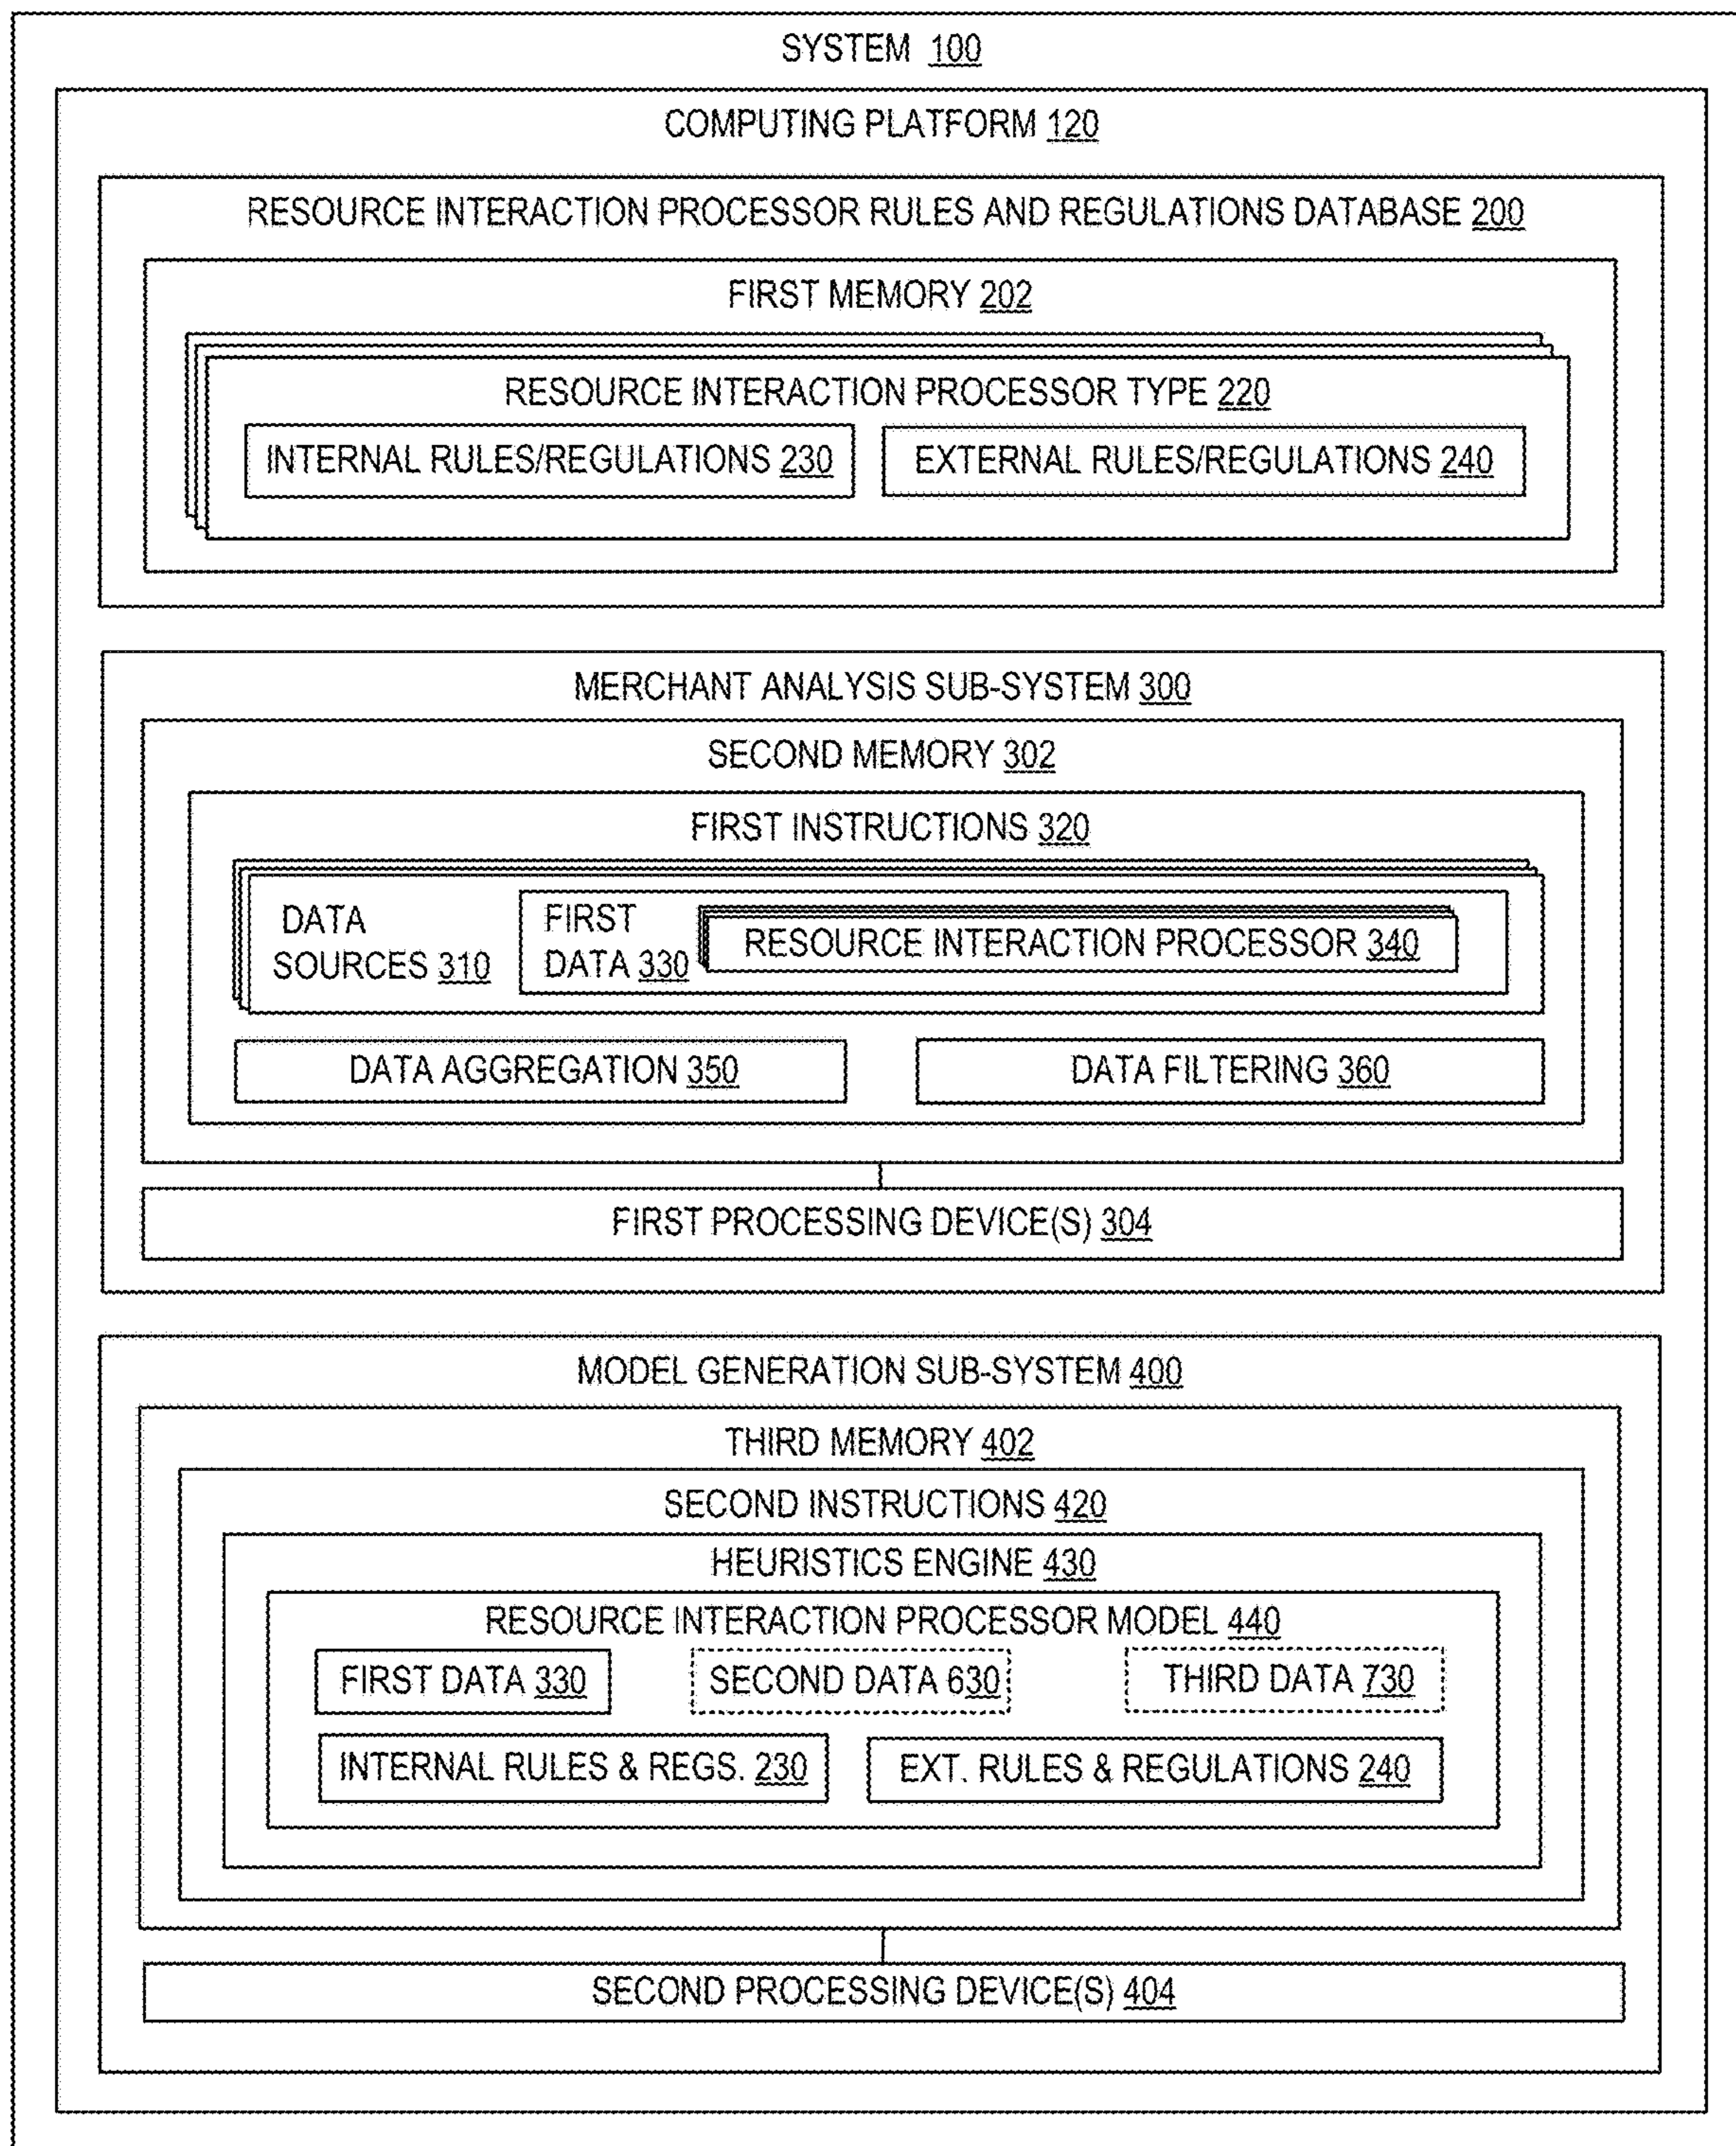 SYSTEM 100
COMPUTING PLATFORM 120
RESOURCE INTERACTION PROCESSOR RULES AND REGULATIONS DATABASE 200
FIRST MEMORY 202
RESOURCE INTERACTION PROCESSOR TYPE 220
INTERNAL RULES/REGULATIONS 230
EXTERNAL RULES/REGULATIONS 240
MERCHANT ANALYSIS SUB-SYSTEM 300
SECOND MEMORY 302
FIRST INSTRUCTIONS 320
DATA
SOURCES 310
FIRST
DATA 330
RESOURCE INTERACTION PROCESSOR 340
DATA AGGREGATION 350
DATA FILTERING 360
FIRST PROCESSING DEVICE(S) 304
MODEL GENERATION SUB-SYSTEM 400
THIRD MEMORY 402
SECOND INSTRUCTIONS 420
HEURISTICS ENGINE 430
RESOURCE INTERACTION PROCESSOR MODEL 440
FIRST DATA 330
SECOND DATA 630
THIRD DATA 730
INTERNAL RULES & REGS. 230
EXT. RULES & REGULATIONS 240
SECOND PROCESSING DEVICE(S) 404